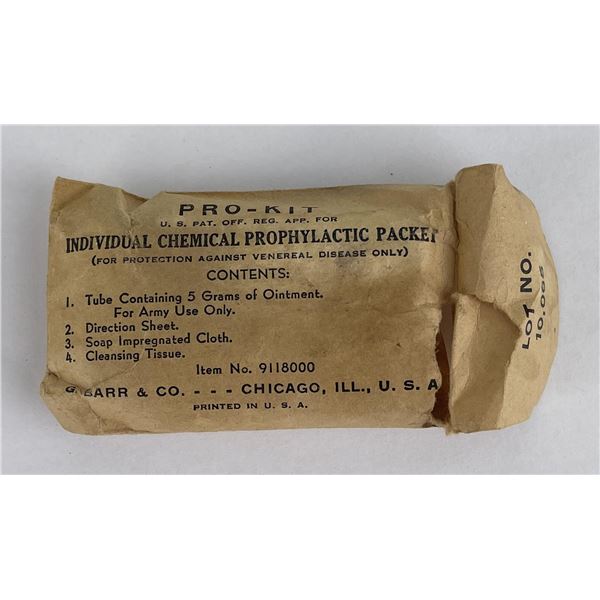 PRO-KIT
U. S. PAT. OFF. REG. APP. FOR
INDIVIDUAL CHEMICAL PROPHYLACTIC PACKET
(FOR PROTECTION AGAINST VENEREAL DISEASE ONLY)
CONTENTS:
1. Tube Containing 5 Grams of Ointment.
For Army Use Only.
2. Direction Sheet.
3. Soap Impregnated Cloth.
4. Cleansing Tissue.
Item No. 9118000
G. BARR & CO. - - - CHICAGO, ILL., U. S. A
PRINTED IN U. S. A.
LOT NO.